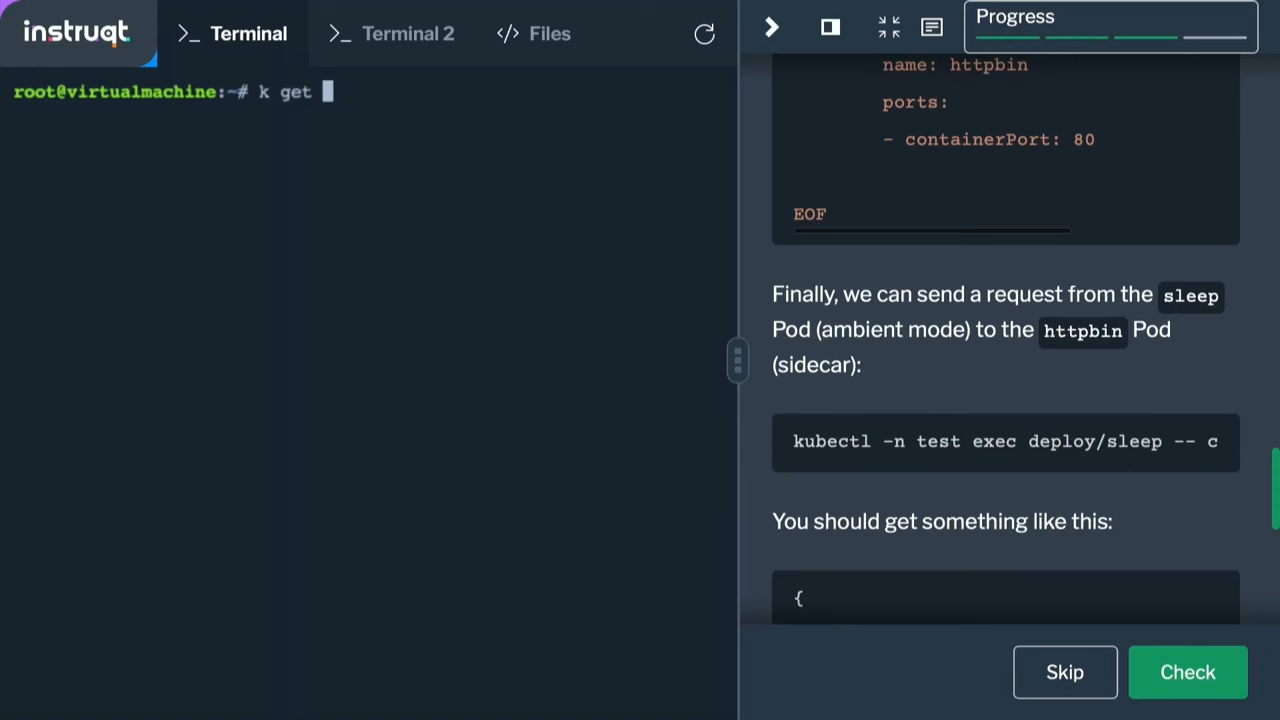 instruqt
>_ Terminal
>_ Terminal 2
</> Files
Progress
root@virtualmachine:~# k get
name: httpbin
ports:
- containerPort: 80
EOF
Finally, we can send a request from the sleep
Pod (ambient mode) to the httpbin Pod
(sidecar):
kubectl -n test exec deploy/sleep -- c
You should get something like this:
{
Skip
Check